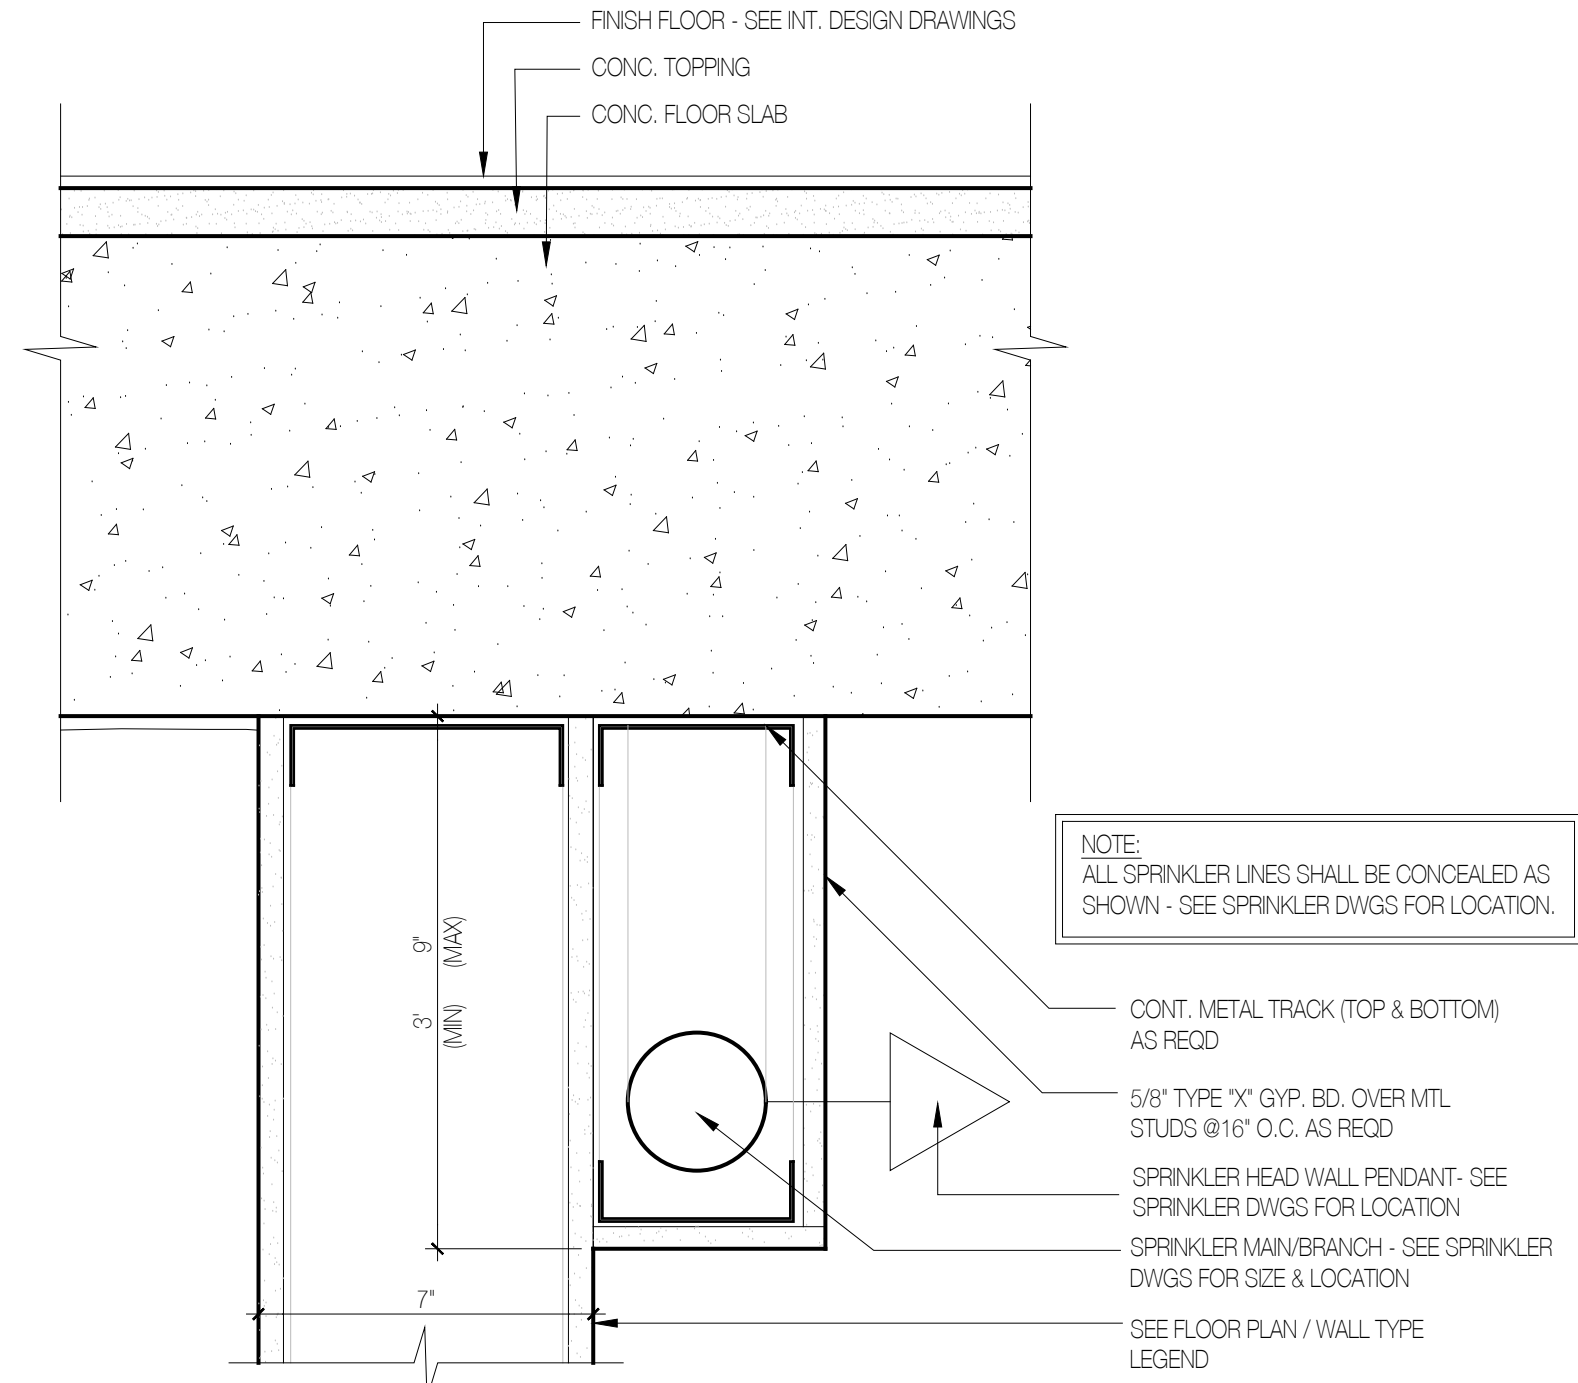 FINISH FLOOR - SEE INT. DESIGN DRAWINGS
CONC. TOPPING
CONC. FLOOR SLAB
9"
(MAX)
3'
(MIN)
NOTE:
ALL SPRINKLER LINES SHALL BE CONCEALED AS
SHOWN - SEE SPRINKLER DWGS FOR LOCATION.
CONT. METAL TRACK (TOP & BOTTOM)
AS REQD
5/8" TYPE "X" GYP. BD. OVER MTL
STUDS @16" O.C. AS REQD
SPRINKLER HEAD WALL PENDANT- SEE
SPRINKLER DWGS FOR LOCATION
SPRINKLER MAIN/BRANCH - SEE SPRINKLER
DWGS FOR SIZE & LOCATION
7"
SEE FLOOR PLAN / WALL TYPE
LEGEND